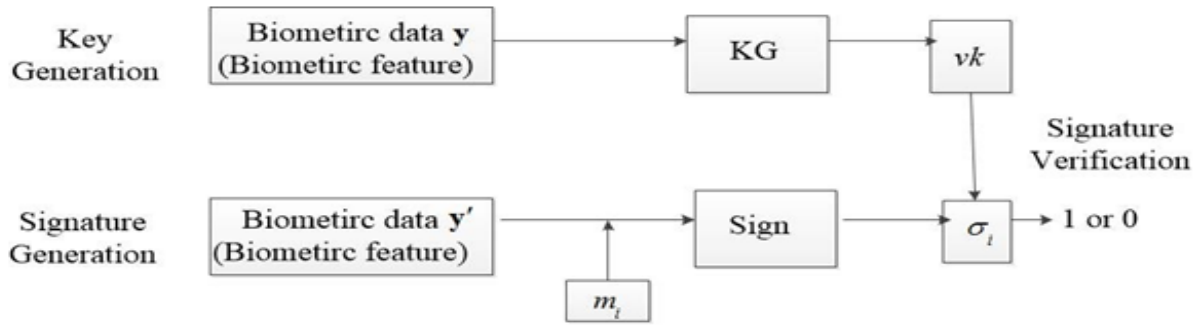 Key
Generation
Biometirc data y
(Biometirc feature)
KG
vk
Signature
Verification
Signature
Generation
Biometirc data y′
(Biometirc feature)
Sign
σᵢ
1 or 0
mᵢ